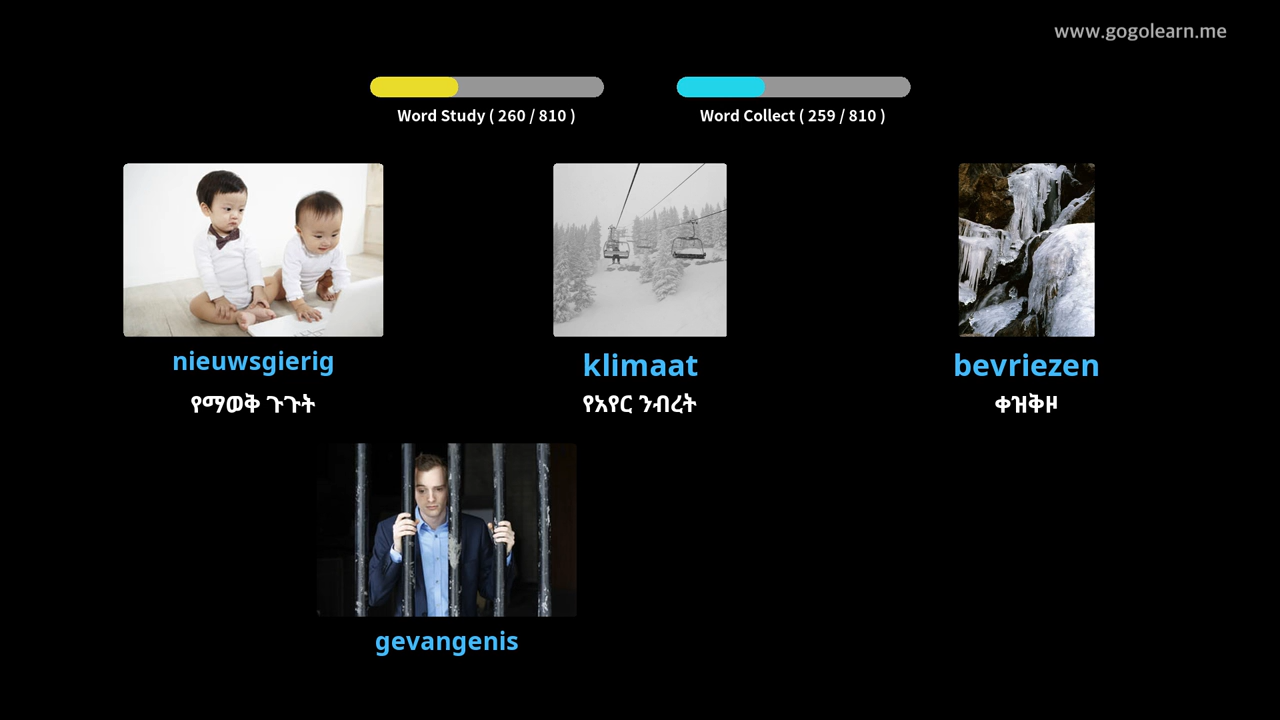 www.gogolearn.me
Word Study ( 260 / 810 )
Word Collect ( 259 / 810 )
nieuwsgierig
klimaat
bevriezen
የማወቅ ጉጉት
የአየር ንብረት
ቀዝቅዞ
gevangenis